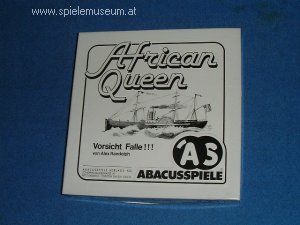 www.spielemuseum.at
African
Queen
Vorsicht Falle!!!
von Alex Randolph
'AS
ABACUSSPIELE